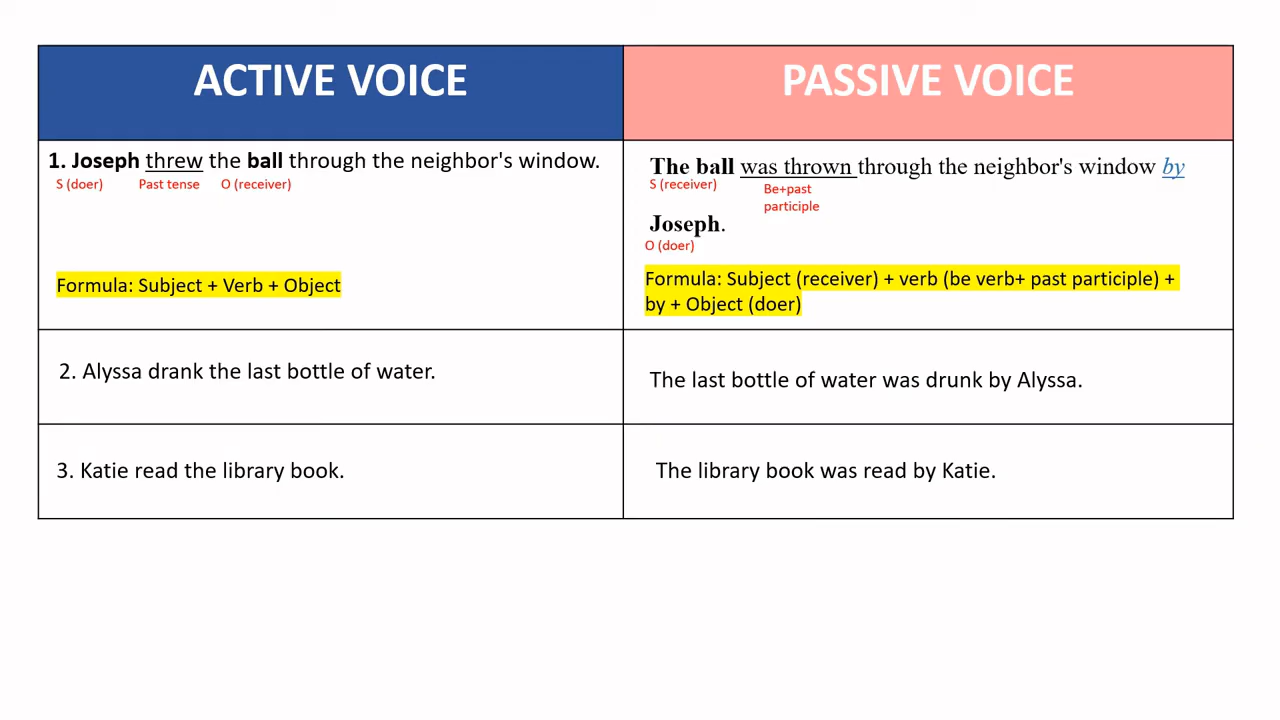 ACTIVE VOICE
PASSIVE VOICE
1. Joseph threw the ball through the neighbor's window.
S (doer) Past tense O (receiver)
Formula: Subject + Verb + Object
The ball was thrown through the neighbor's window by
S (receiver)
Be+past
participle
Joseph.
O (doer)
Formula: Subject (receiver) + verb (be verb+ past participle) +
by + Object (doer)
2. Alyssa drank the last bottle of water.
The last bottle of water was drunk by Alyssa.
3. Katie read the library book.
The library book was read by Katie.